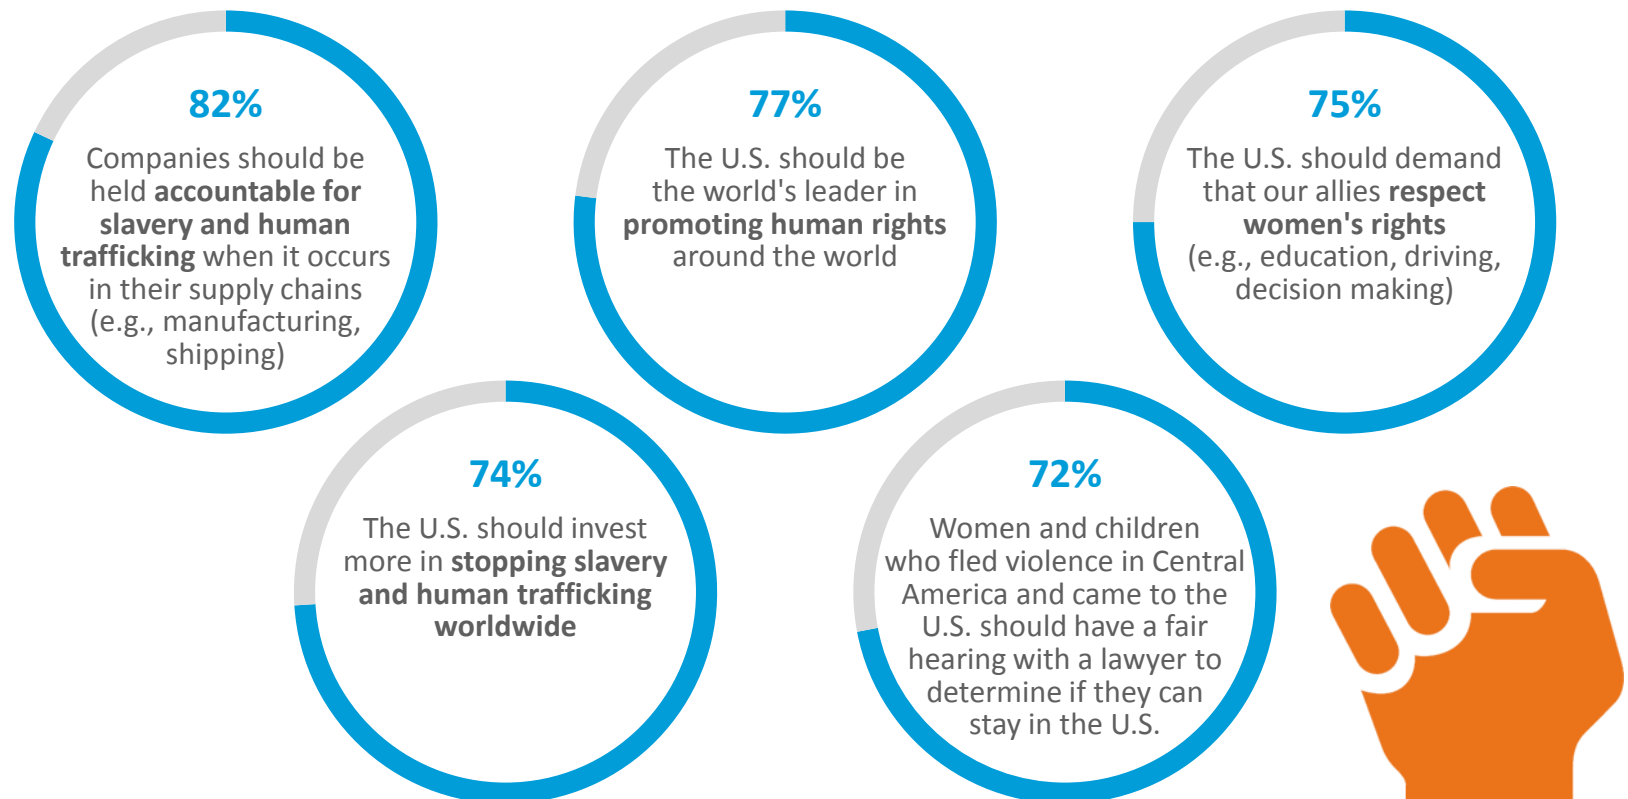 82%
Companies should be
held accountable for
slavery and human
trafficking when it occurs
in their supply chains
(e.g., manufacturing,
shipping)
77%
The U.S. should be
the world's leader in
promoting human rights
around the world
75%
The U.S. should demand
that our allies respect
women's rights
(e.g., education, driving,
decision making)
74%
The U.S. should invest
more in stopping slavery
and human trafficking
worldwide
72%
Women and children
who fled violence in Central
America and came to the
U.S. should have a fair
hearing with a lawyer to
determine if they can
stay in the U.S.